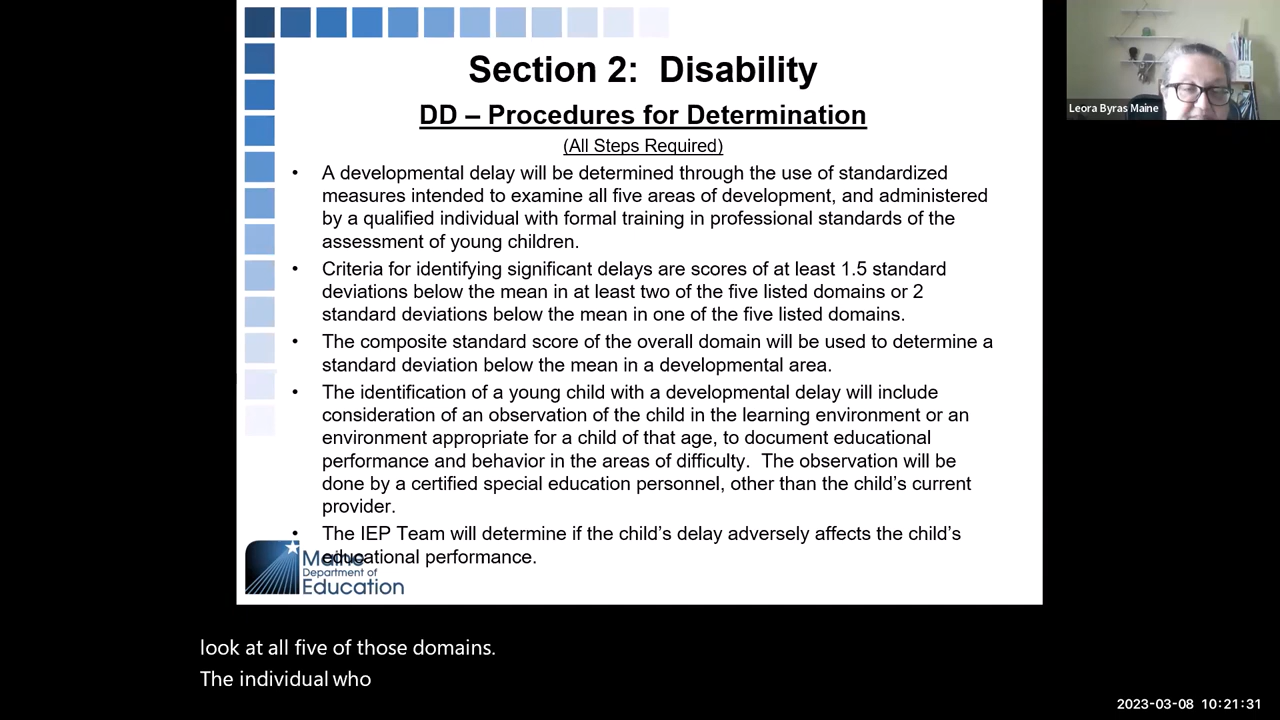 Section 2:  Disability
DD – Procedures for Determination
(All Steps Required)
• A developmental delay will be determined through the use of standardized
measures intended to examine all five areas of development, and administered
by a qualified individual with formal training in professional standards of the
assessment of young children.
• Criteria for identifying significant delays are scores of at least 1.5 standard
deviations below the mean in at least two of the five listed domains or 2
standard deviations below the mean in one of the five listed domains.
• The composite standard score of the overall domain will be used to determine a
standard deviation below the mean in a developmental area.
• The identification of a young child with a developmental delay will include
consideration of an observation of the child in the learning environment or an
environment appropriate for a child of that age, to document educational
performance and behavior in the areas of difficulty.  The observation will be
done by a certified special education personnel, other than the child’s current
provider.
• The IEP Team will determine if the child’s delay adversely affects the child’s
educational performance.
Maine
Department of
Education
Leora Byras Maine
look at all five of those domains.
The individual who
2023-03-08 10:21:31